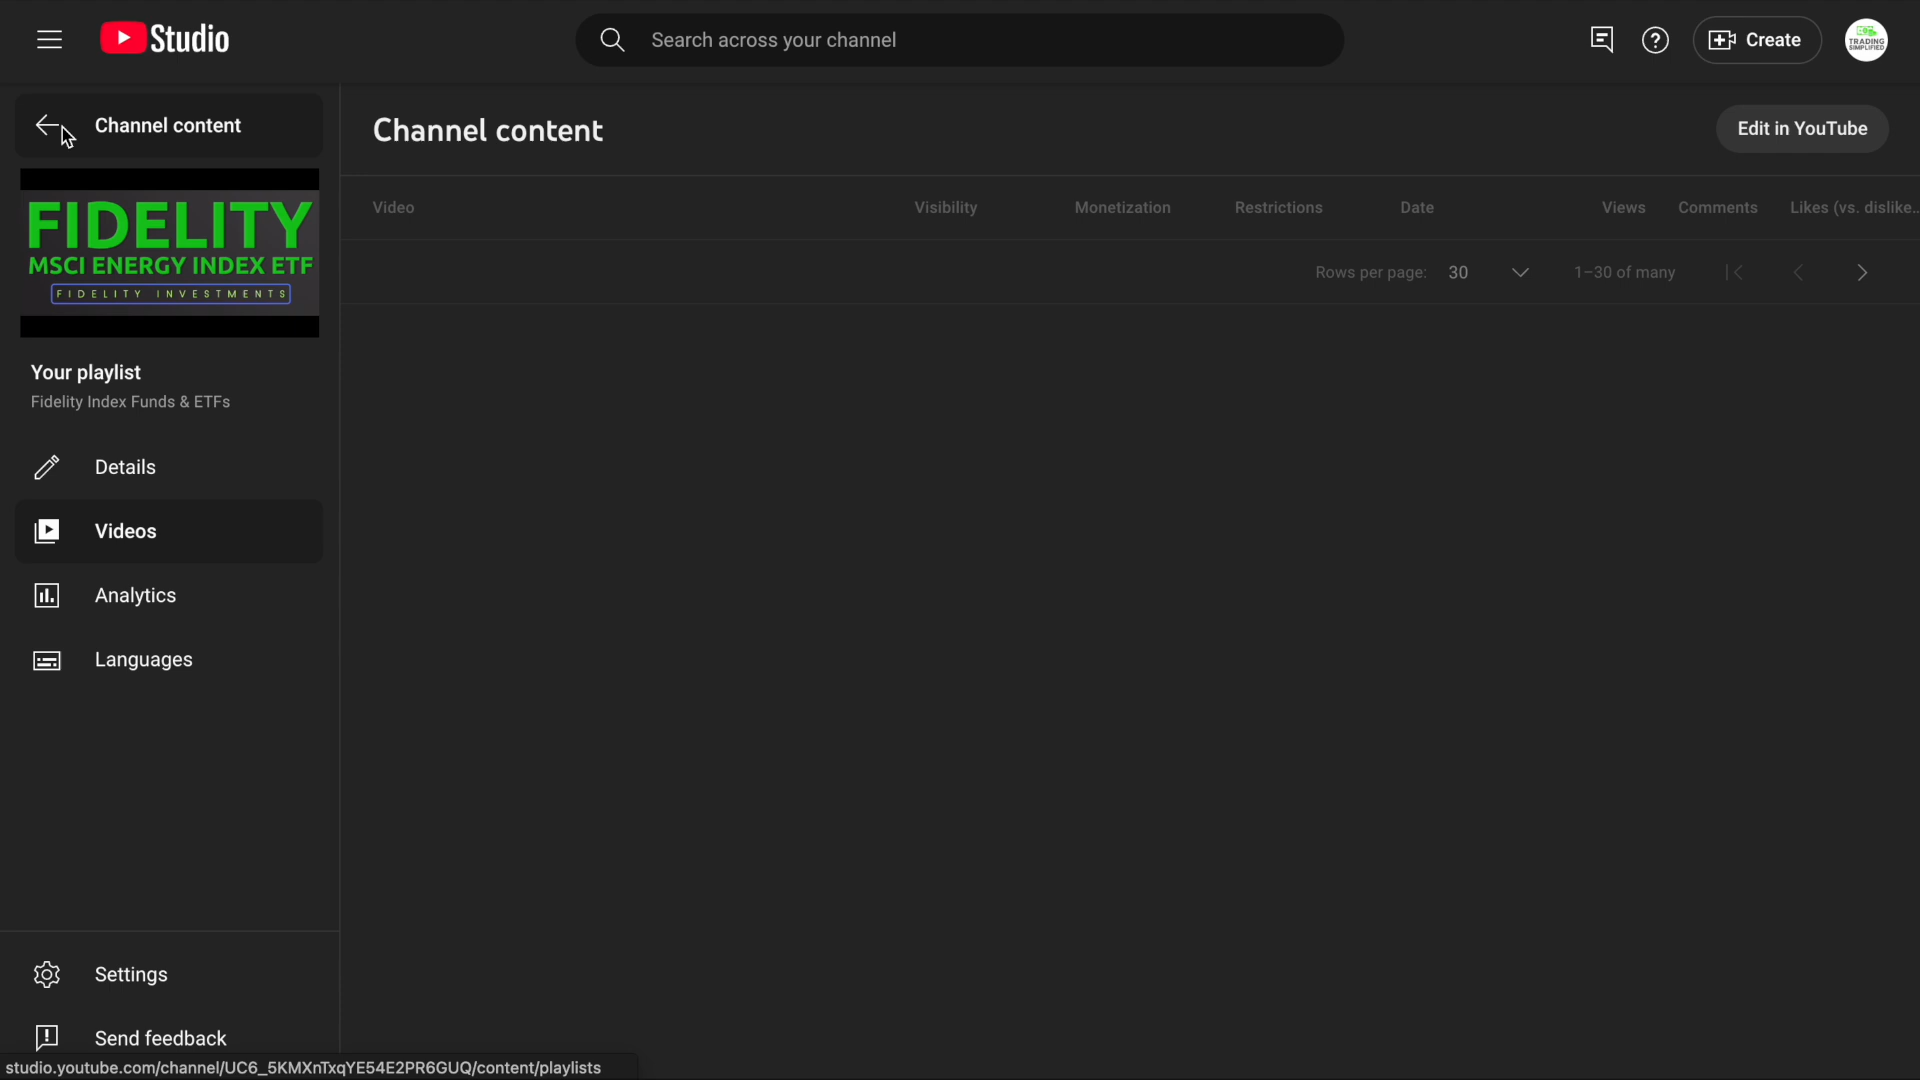 Studio
Search across your channel
Create
TRADING
SIMPLIFIED
Channel content
FIDELITY
MSCI ENERGY INDEX ETF
FIDELITY INVESTMENTS
Your playlist
Fidelity Index Funds & ETFs
Details
Videos
Analytics
Languages
Settings
Send feedback
Channel content
Edit in YouTube
Video Visibility Monetization Restrictions Date Views Comments Likes (vs. dislike...
Rows per page: 30 1–30 of many
studio.youtube.com/channel/UC6_5KMXnTxqYE54E2PR6GUQ/content/playlists